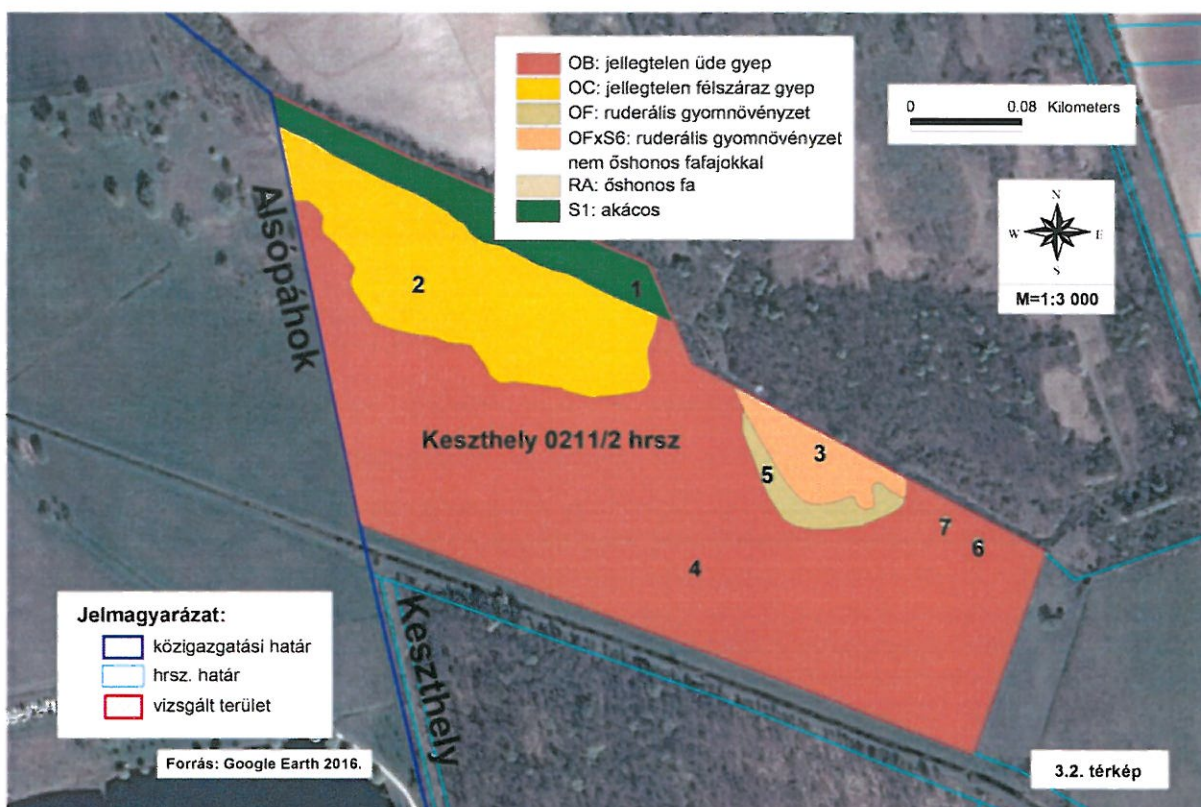 OB: jellegtelen üde gyep
OC: jellegtelen félszáraz gyep
OF: ruderális gyomnövényzet
OFxS6: ruderális gyomnövényzet
nem őshonos fafajokkal
RA: őshonos fa
S1: akácos
0 0.08 Kilometers
N
W E
S
M=1:3 000
Alsópáhok
2
1
Keszthely 0211/2 hrsz
3
5
7
6
4
Keszthely
Jelmagyarázat:
közigazgatási határ
hrsz. határ
vizsgált terület
Forrás: Google Earth 2016.
3.2. térkép